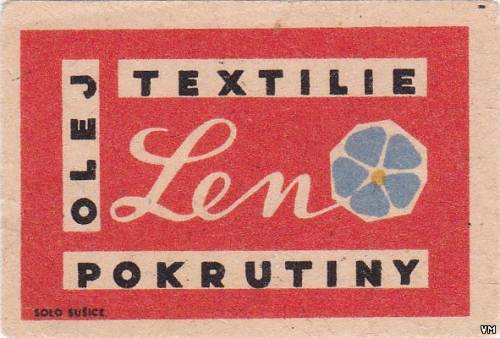 TEXTILIE
OLEJ
Len
POKRUTINY
SOLO SUŠICE
VM